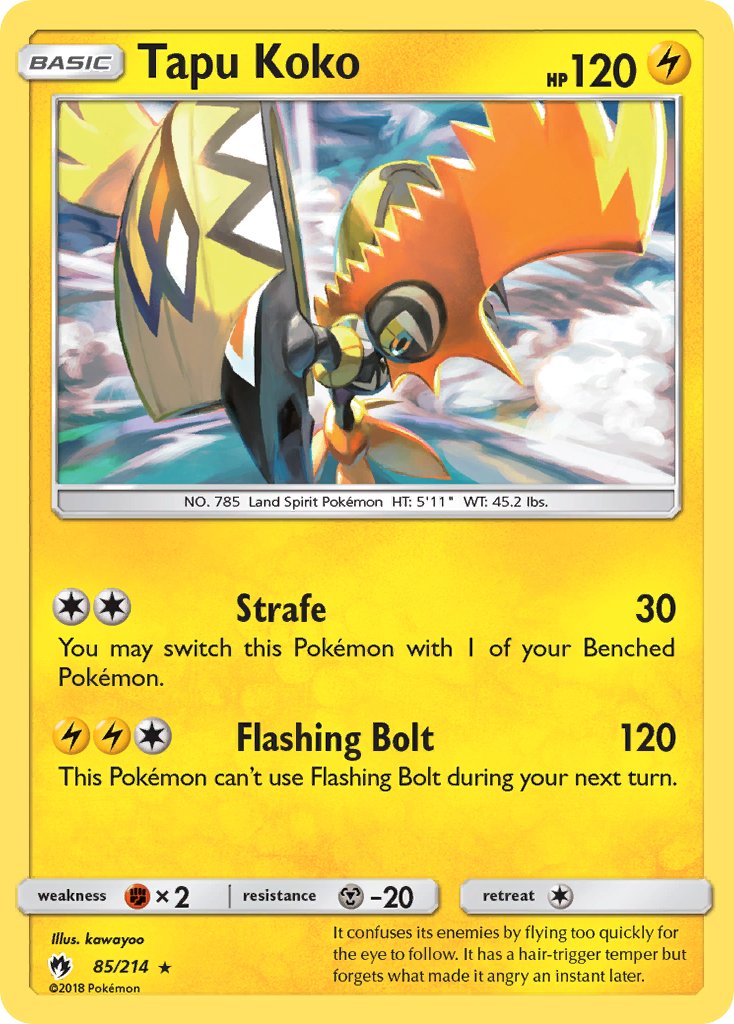 BASIC Tapu Koko HP 120
NO. 785 Land Spirit Pokémon HT: 5'11" WT: 45.2 lbs.
Strafe 30
You may switch this Pokémon with 1 of your Benched
Pokémon.
Flashing Bolt 120
This Pokémon can't use Flashing Bolt during your next turn.
weakness × 2 resistance -20 retreat
Illus. kawayoo
85/214 ★
©2018 Pokémon
It confuses its enemies by flying too quickly for
the eye to follow. It has a hair-trigger temper but
forgets what made it angry an instant later.